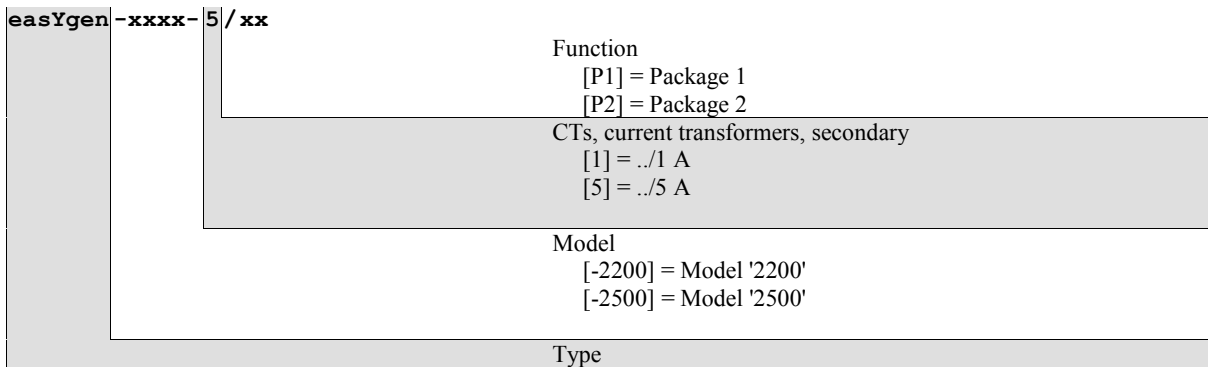 easYgen-xxxx-5/xx
Function
[P1] = Package 1
[P2] = Package 2
CTs, current transformers, secondary
[1] = ../1 A
[5] = ../5 A
Model
[-2200] = Model '2200'
[-2500] = Model '2500'
Type